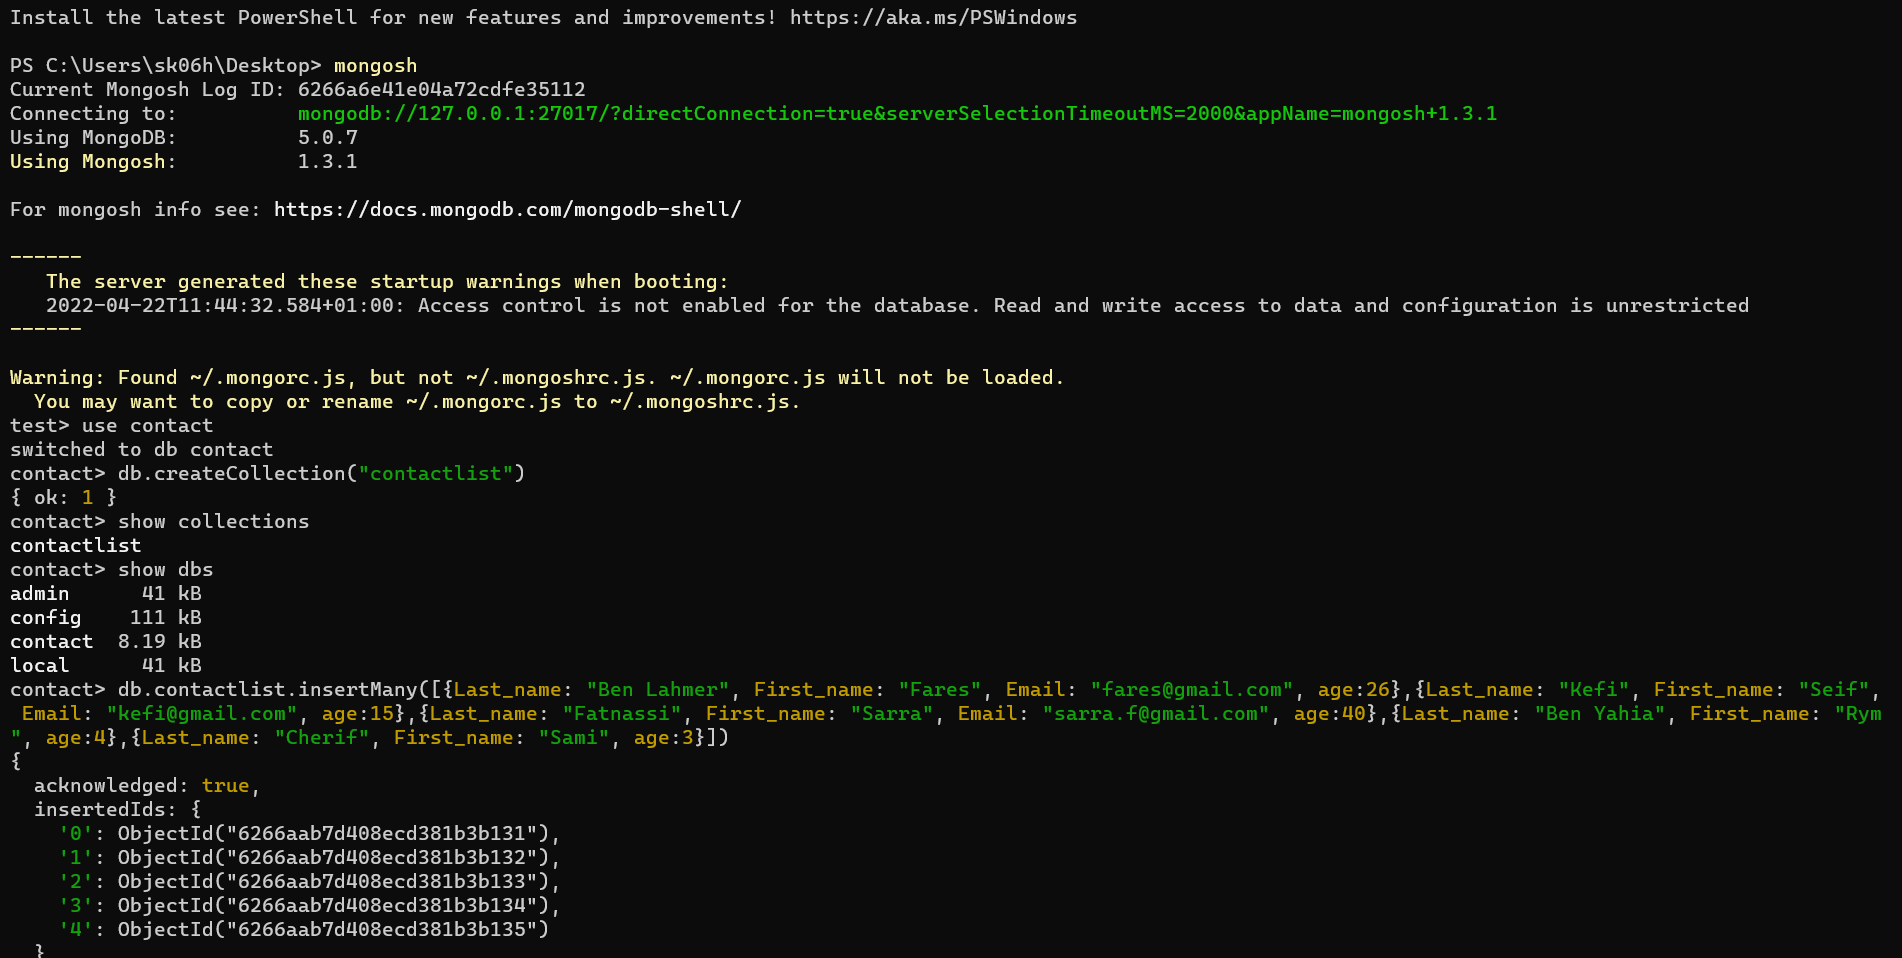 Install the latest PowerShell for new features and improvements! https://aka.ms/PSWindows
PS C:\Users\sk06h\Desktop> mongosh
Current Mongosh Log ID: 6266a6e41e04a72cdfe35112
Connecting to:          mongodb://127.0.0.1:27017/?directConnection=true&serverSelectionTimeoutMS=2000&appName=mongosh+1.3.1
Using MongoDB:          5.0.7
Using Mongosh:          1.3.1
For mongosh info see: https://docs.mongodb.com/mongodb-shell/
------
   The server generated these startup warnings when booting:
   2022-04-22T11:44:32.584+01:00: Access control is not enabled for the database. Read and write access to data and configuration is unrestricted
------
Warning: Found ~/.mongorc.js, but not ~/.mongoshrc.js. ~/.mongorc.js will not be loaded.
  You may want to copy or rename ~/.mongorc.js to ~/.mongoshrc.js.
test> use contact
switched to db contact
contact> db.createCollection("contactlist")
{ ok: 1 }
contact> show collections
contactlist
contact> show dbs
admin      41 kB
config    111 kB
contact  8.19 kB
local      41 kB
contact> db.contactlist.insertMany([{Last_name: "Ben Lahmer", First_name: "Fares", Email: "fares@gmail.com", age:26},{Last_name: "Kefi", First_name: "Seif",
 Email: "kefi@gmail.com", age:15},{Last_name: "Fatnassi", First_name: "Sarra", Email: "sarra.f@gmail.com", age:40},{Last_name: "Ben Yahia", First_name: "Rym
", age:4},{Last_name: "Cherif", First_name: "Sami", age:3}])
{
  acknowledged: true,
  insertedIds: {
    '0': ObjectId("6266aab7d408ecd381b3b131"),
    '1': ObjectId("6266aab7d408ecd381b3b132"),
    '2': ObjectId("6266aab7d408ecd381b3b133"),
    '3': ObjectId("6266aab7d408ecd381b3b134"),
    '4': ObjectId("6266aab7d408ecd381b3b135")
  }